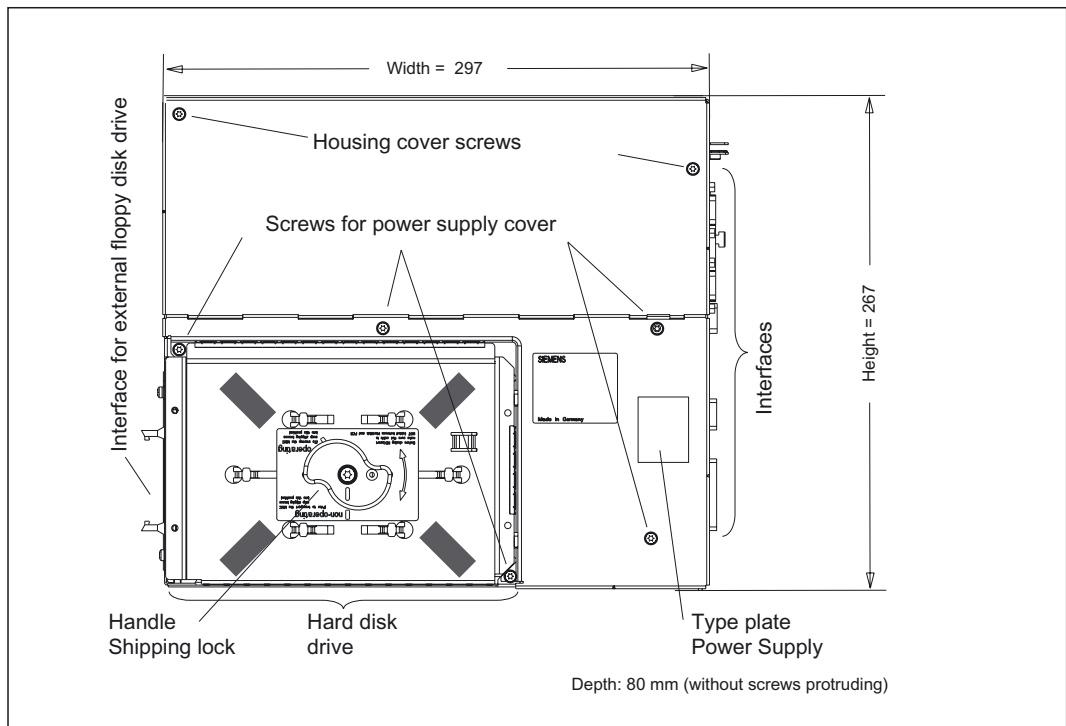 Width = 297
Interface for external floppy disk drive
Housing cover screws
Screws for power supply cover
Height = 267
Interfaces
SIEMENS
Made in Germany
operating
non-operating
Handle
Shipping lock
Hard disk
drive
Type plate
Power Supply
Depth: 80 mm (without screws protruding)